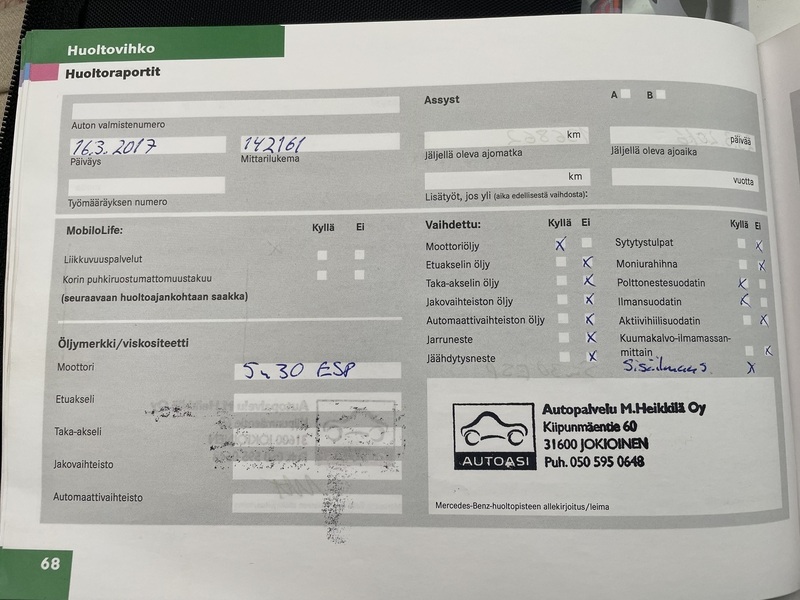 Huoltovihko
Huoltoraportit
Auton valmistenumero
16.3.2017
Päiväys
142161
Mittarilukema
Työmääräyksen numero
Assyst
A
B
km
Jäljellä oleva ajomatka
päivää
Jäljellä oleva ajoaika
km
vuotta
Lisätyöt, jos yli (aika edellisestä vaihdosta):
MobiloLife:
Kyllä Ei
Liikkuvuuspalvelut
Korin puhkiruostumattomuustakuu
(seuraavaan huoltoajankohtaan saakka)
Öljymerkki/viskositeetti
Moottori
5w30 ESP
Etuakseli
Taka-akseli
Jakovaihteisto
Automaattivaihteisto
Vaihdettu:
Kyllä Ei
Moottoriöljy X
Etuakselin öljy X
Taka-akselin öljy X
Jakovaihteiston öljy X
Automaattivaihteiston öljy X
Jarruneste X
Jäähdytysneste X
Kyllä Ei
Sytytystulpat X
Moniurahihna X
Polttonestesuodatin X
Ilmansuodatin X
Aktiivihiilisuodatin X
Kuumakalvo-ilmamassan-
mittain X
Sisäilmas. X
AUTOASI
Autopalvelu M.Heikkilä Oy
Kiipunmäentie 60
31600 JOKIOINEN
Puh. 050 595 0648
Mercedes-Benz-huoltopisteen allekirjoitus/leima
68